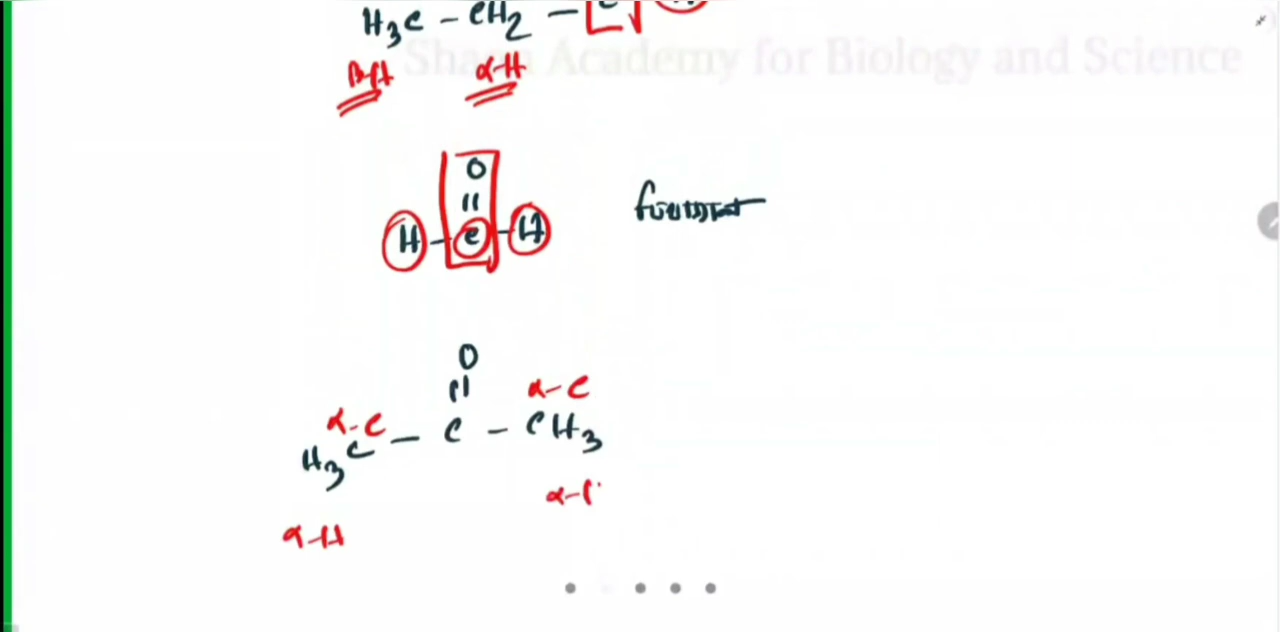 H3C – CH2 –
β-H α-H
Shaan Academy for Biology and Science
O
||
H – C – H
O
||
α-C α-C
H3C – C – CH3
α-H